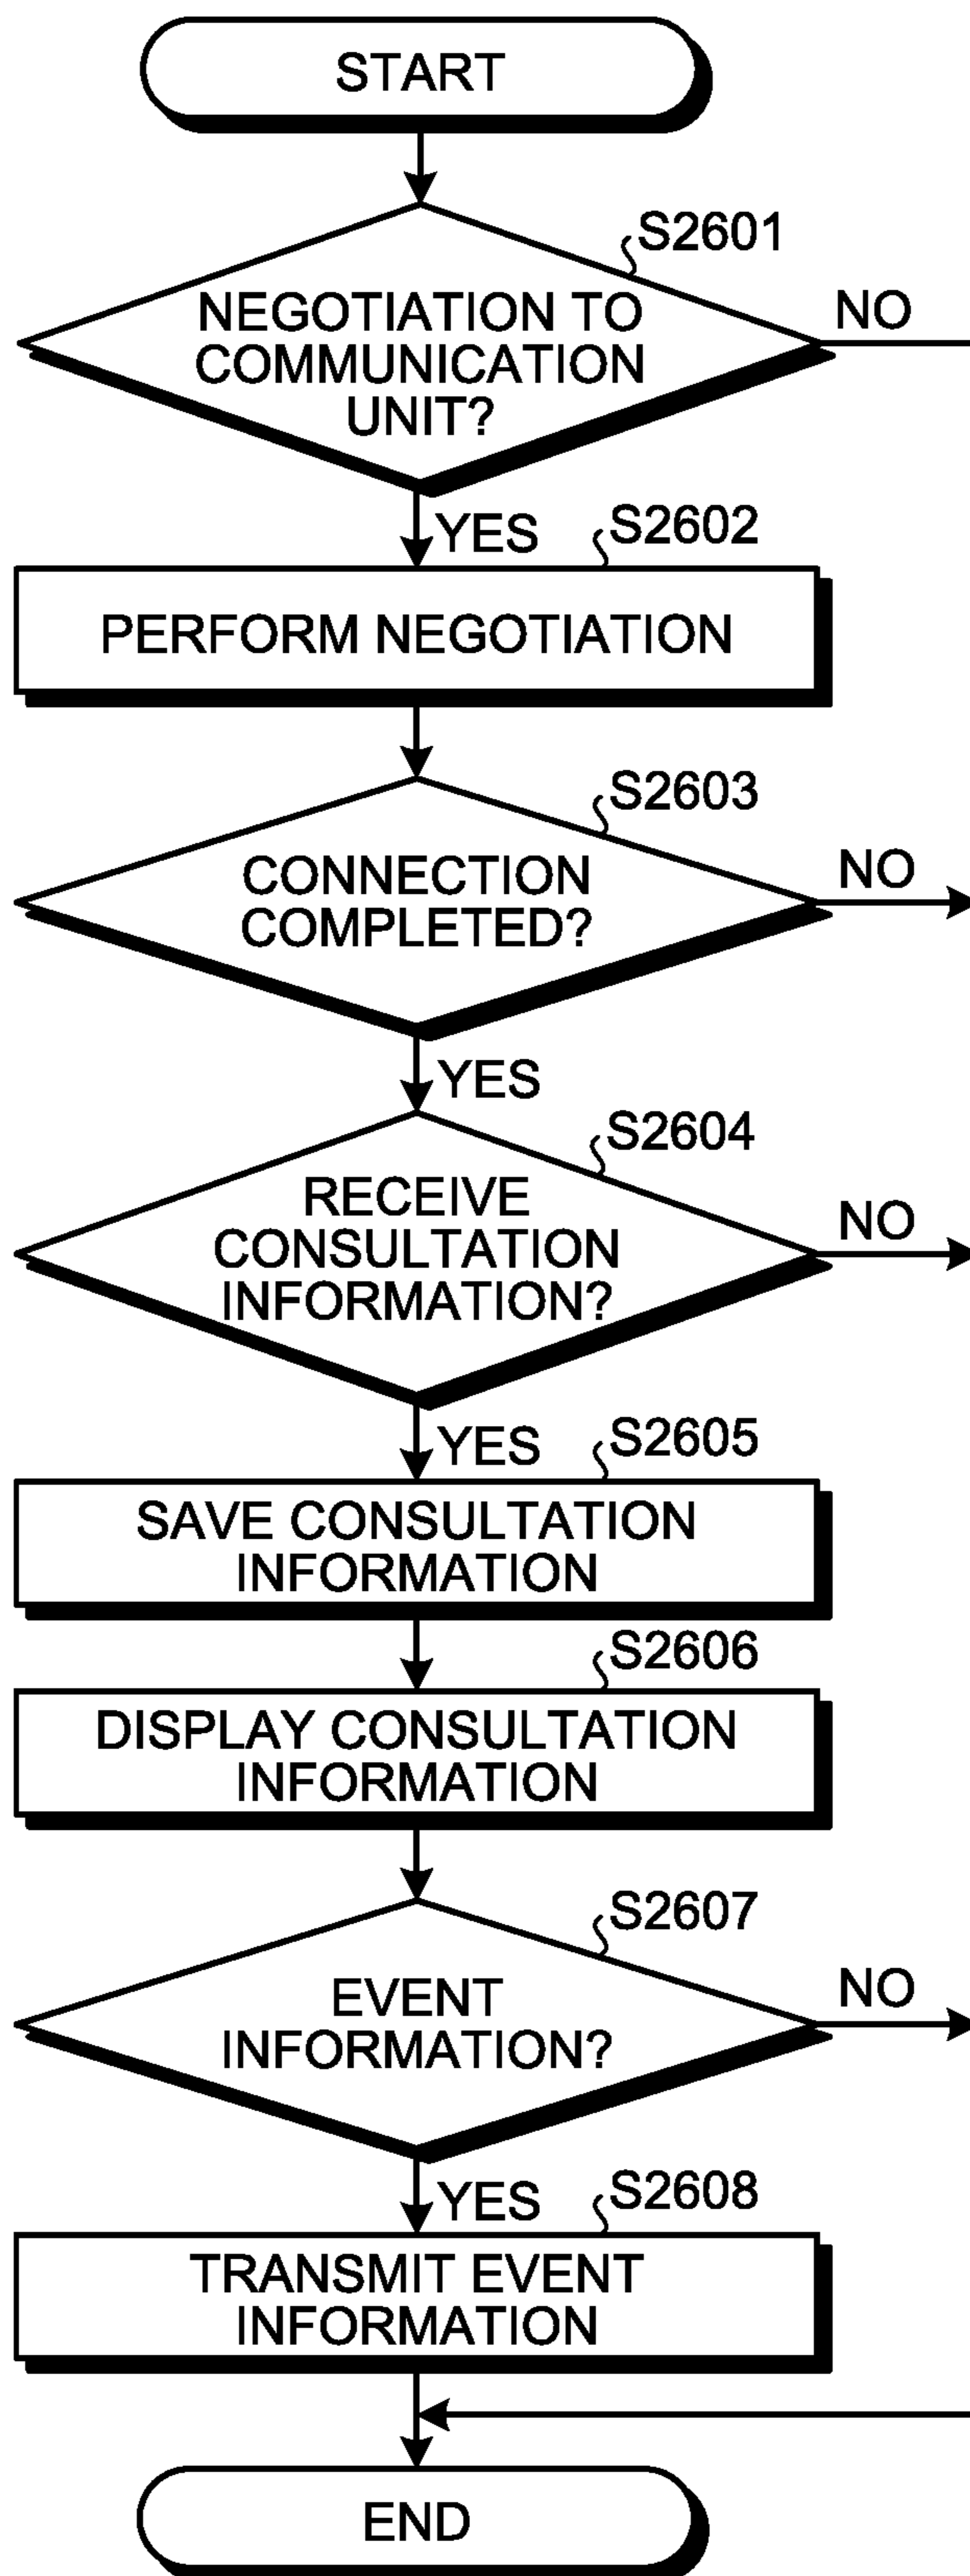 START
S2601
NEGOTIATION TO
COMMUNICATION
UNIT?
NO
YES
S2602
PERFORM NEGOTIATION
S2603
CONNECTION
COMPLETED?
NO
YES
S2604
RECEIVE
CONSULTATION
INFORMATION?
NO
YES
S2605
SAVE CONSULTATION
INFORMATION
S2606
DISPLAY CONSULTATION
INFORMATION
S2607
EVENT
INFORMATION?
NO
YES
S2608
TRANSMIT EVENT
INFORMATION
END